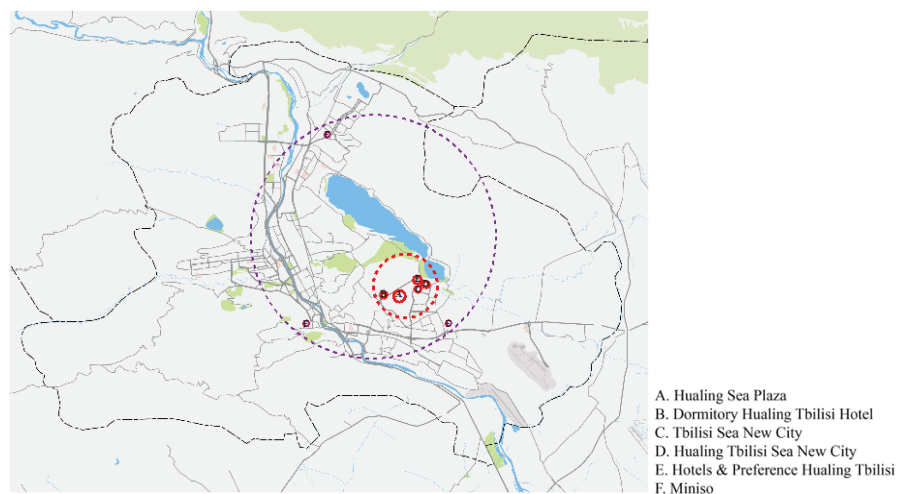 A. Hualing Sea Plaza
B. Dormitory Hualing Tbilisi Hotel
C. Tbilisi Sea New City
D. Hualing Tbilisi Sea New City
E. Hotels & Preference Hualing Tbilisi
F. Miniso